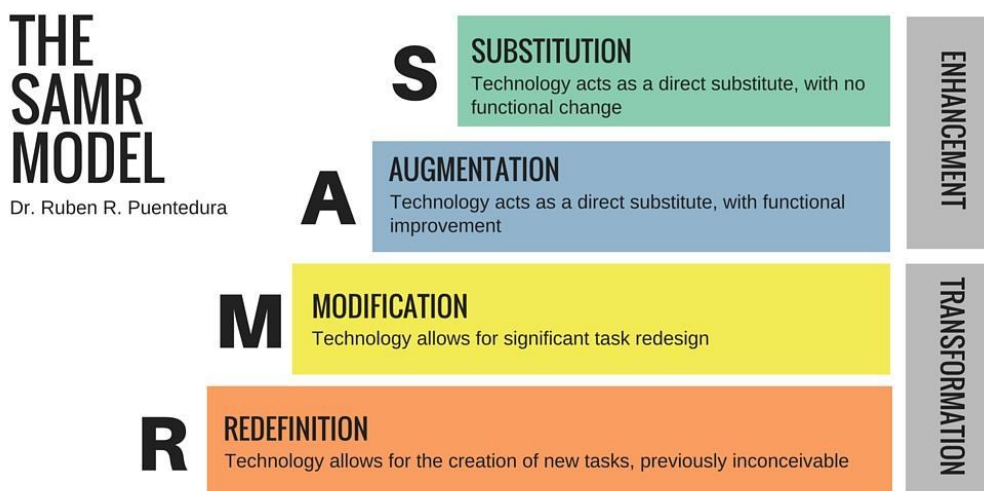 THE
SAMR
MODEL
Dr. Ruben R. Puentedura
S
SUBSTITUTION
Technology acts as a direct substitute, with no
functional change
A
AUGMENTATION
Technology acts as a direct substitute, with functional
improvement
ENHANCEMENT
M
MODIFICATION
Technology allows for significant task redesign
R
REDEFINITION
Technology allows for the creation of new tasks, previously inconceivable
TRANSFORMATION